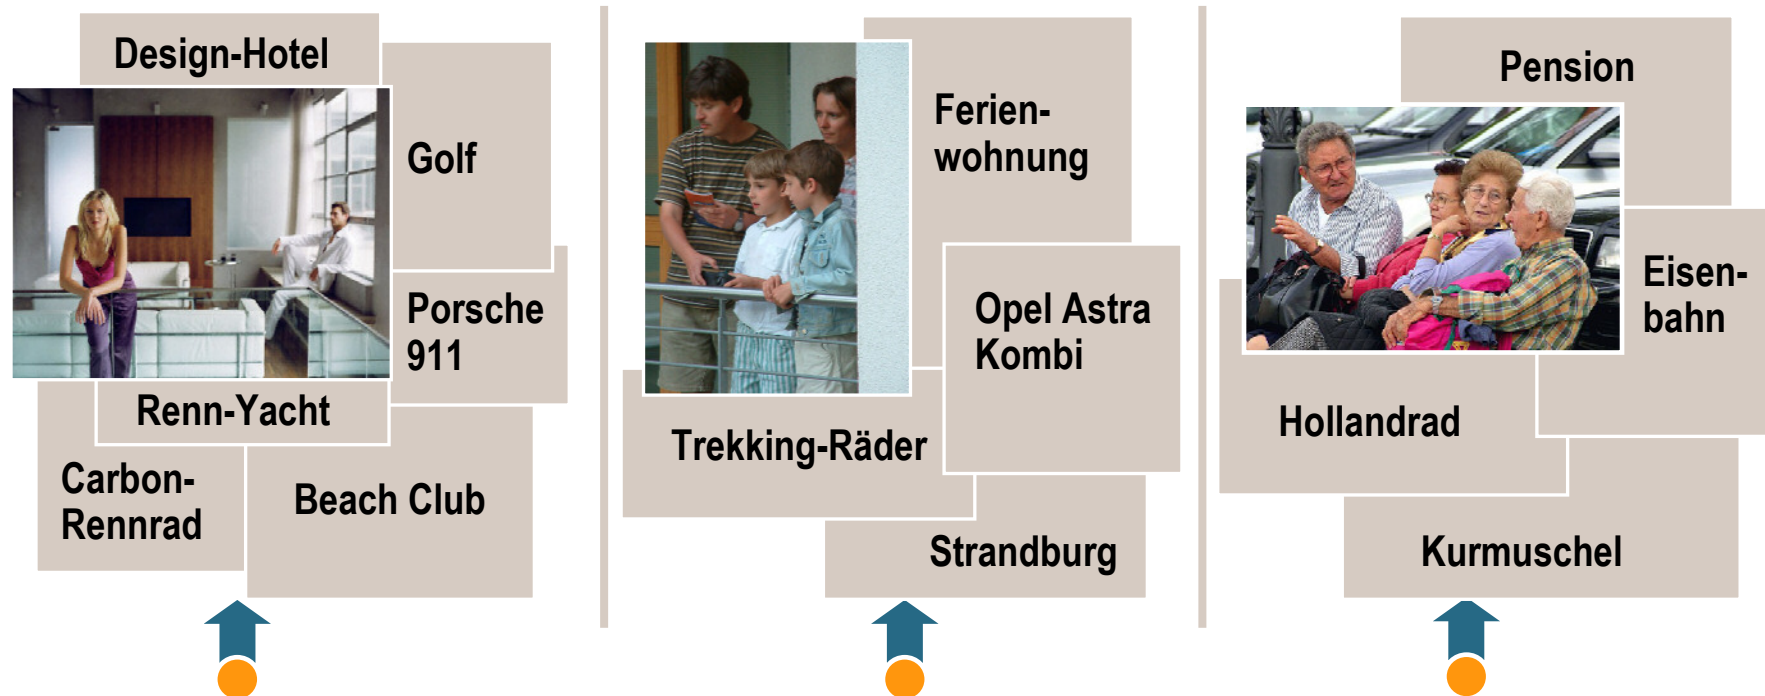 Design-Hotel
Golf
Porsche
911
Renn-Yacht
Carbon-
Rennrad
Beach Club
Ferien-
wohnung
Opel Astra
Kombi
Trekking-Räder
Strandburg
Pension
Eisen-
bahn
Hollandrad
Kurmuschel